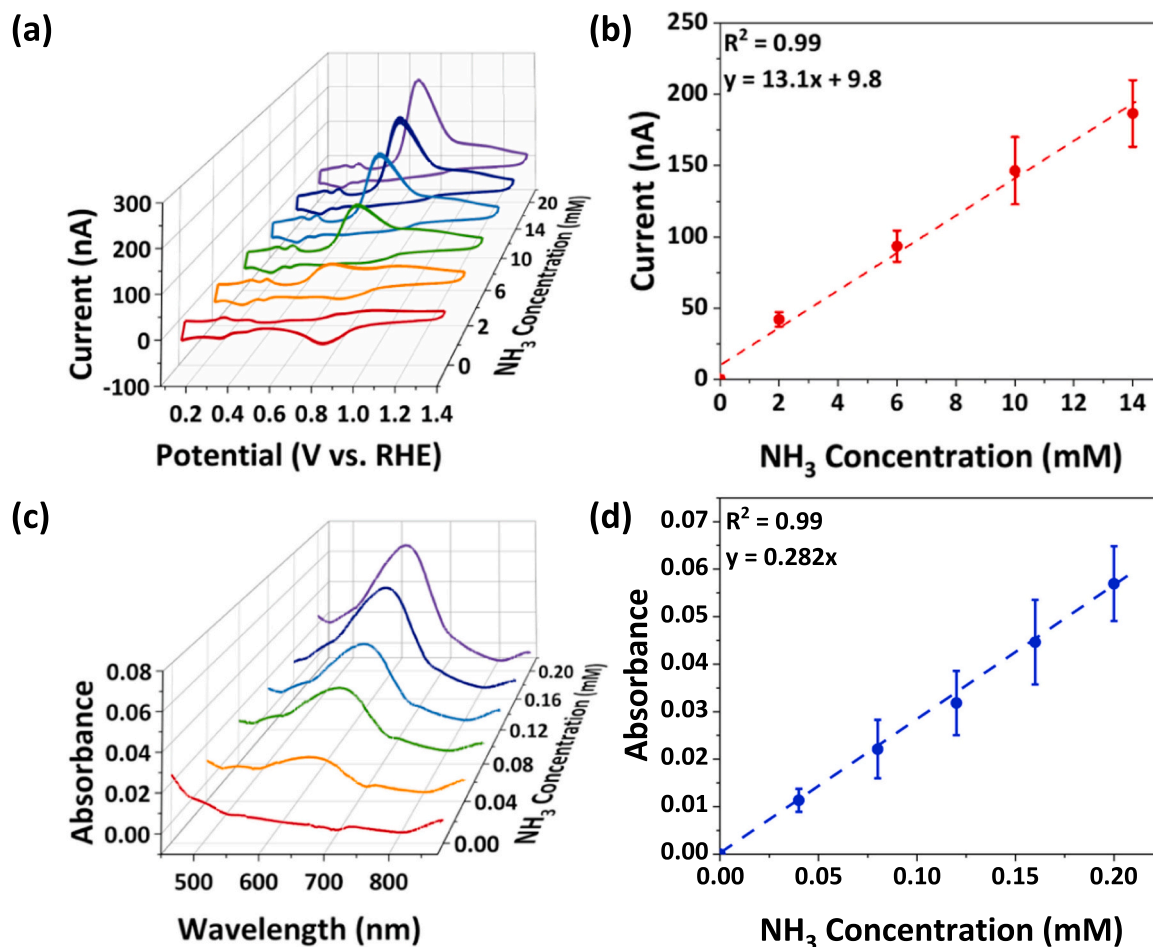 (a)
300
200
200
100
100
0
-100
Current (nA)
0.2 0.4 0.6 0.8 1.0 1.2 1.4
Potential (V vs. RHE)
0
2
6
10
14
20
NH3 Concentration (mM)
(b)
R² = 0.99
y = 13.1x + 9.8
250
200
150
100
50
0
Current (nA)
0 2 4 6 8 10 12 14
NH3 Concentration (mM)
(c)
0.08
0.06
0.04
0.02
0.00
Absorbance
500 600 700 800
Wavelength (nm)
0.00
0.04
0.08
0.12
0.16
0.20
NH3 Concentration (mM)
(d)
R² = 0.99
y = 0.282x
0.07
0.06
0.05
0.04
0.03
0.02
0.01
0.00
Absorbance
0.00 0.05 0.10 0.15 0.20
NH3 Concentration (mM)